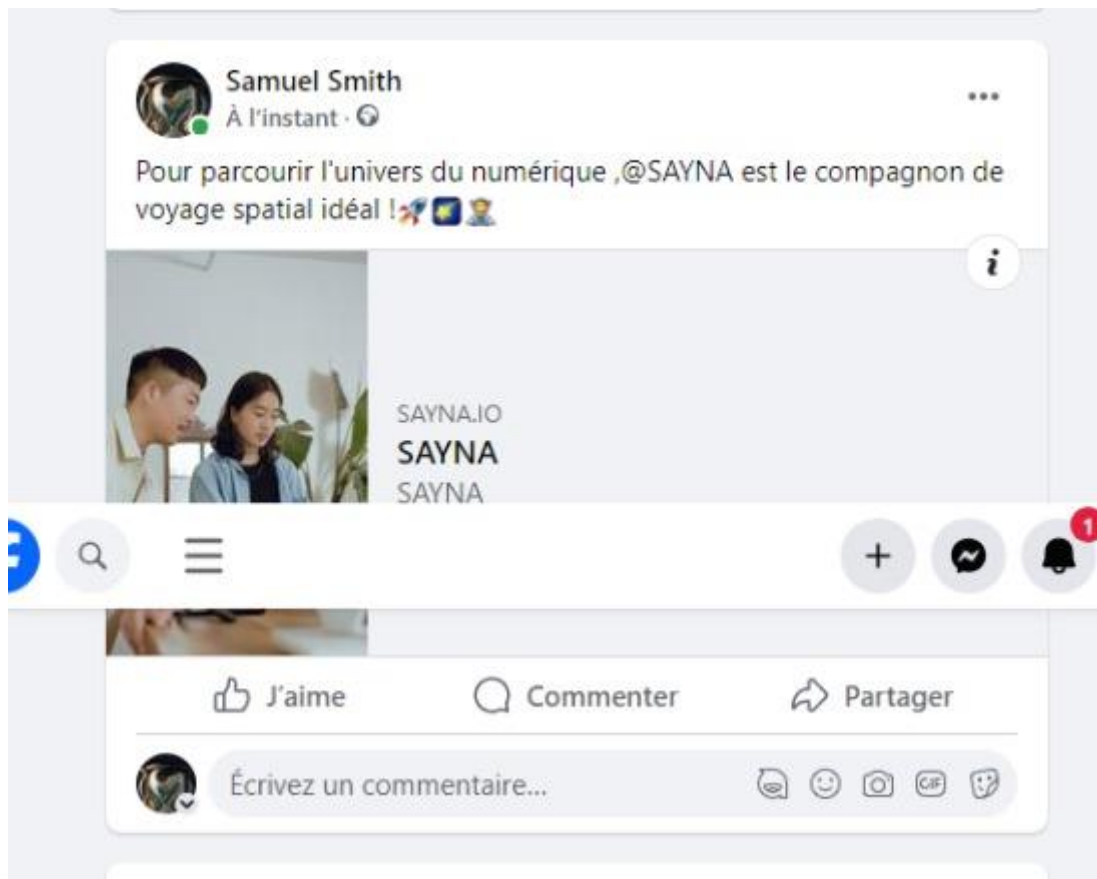 Samuel Smith
À l'instant ·
Pour parcourir l'univers du numérique ,@SAYNA est le compagnon de
voyage spatial idéal !🚀🌠👨‍🚀
i
SAYNA.IO
SAYNA
SAYNA
1
J'aime Commenter Partager
Écrivez un commentaire... GIF